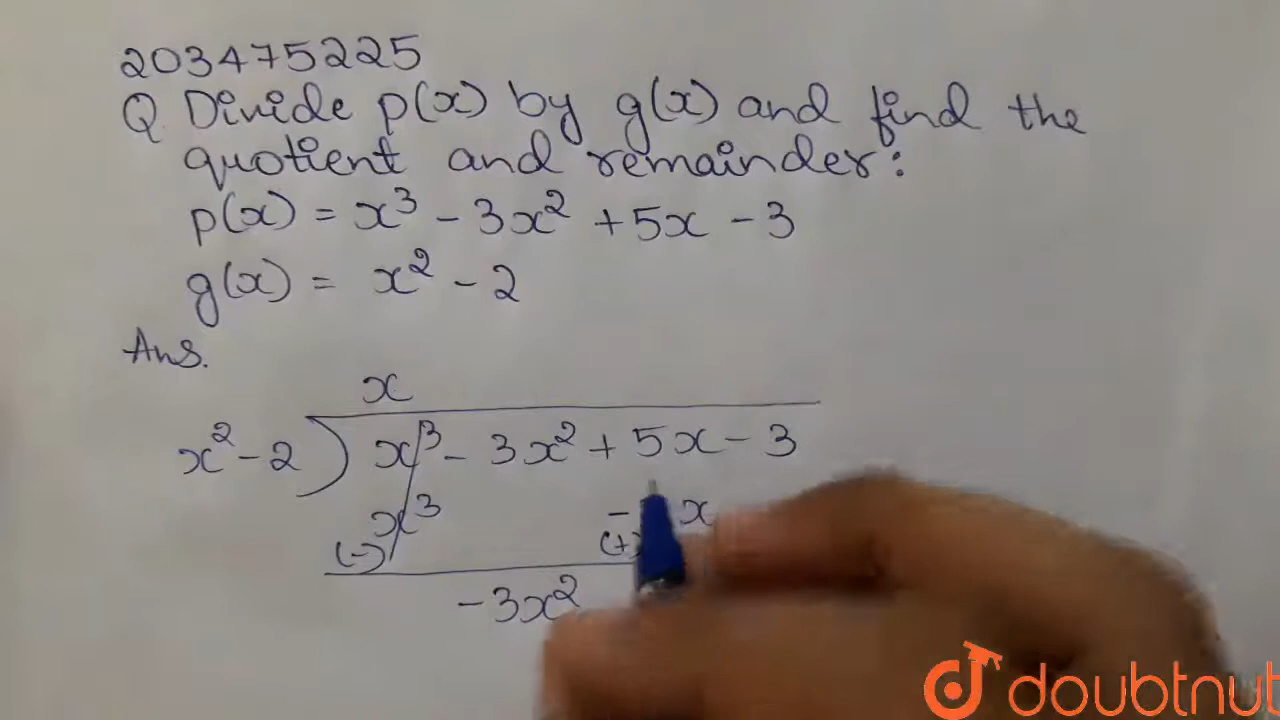 203475225
Q Divide p(x) by g(x) and find the
quotient and remainder:
p(x) = x³ - 3x² + 5x - 3
g(x) = x² - 2
Ans.
x
x² - 2 ) x³ - 3x² + 5x - 3
x³ - x
(-) (+)
- 3x²
doubtnut